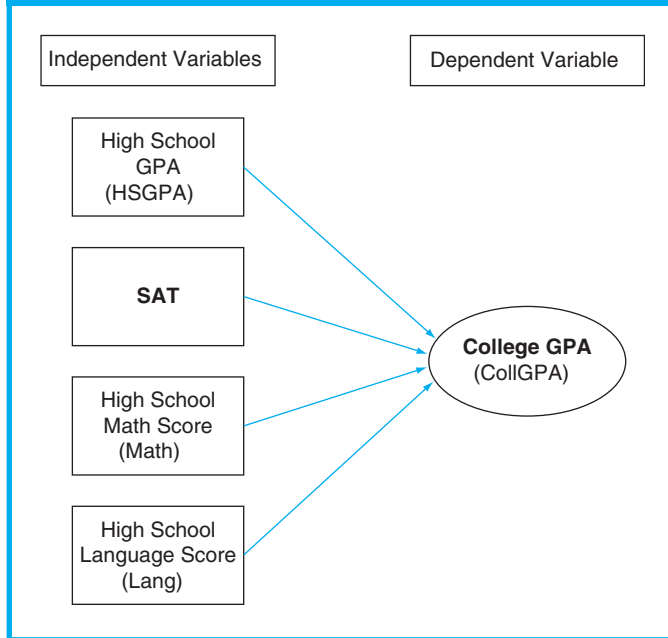 Independent Variables
Dependent Variable
High School
GPA
(HSGPA)
SAT
High School
Math Score
(Math)
High School
Language Score
(Lang)
College GPA
(CollGPA)